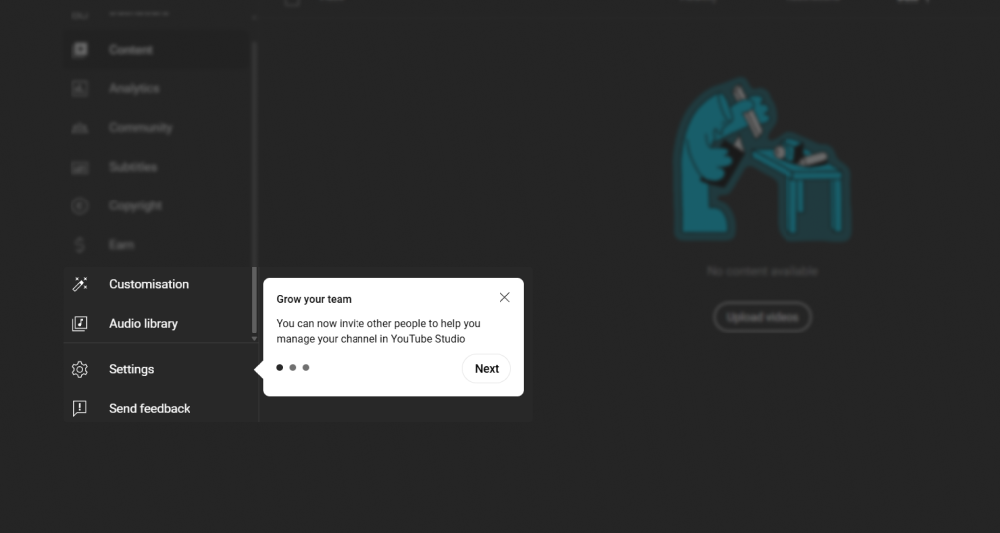 Content
Analytics
Community
Subtitles
Copyright
Earn
Customisation
Audio library
Settings
Send feedback
Grow your team
You can now invite other people to help you
manage your channel in YouTube Studio
Next
No content available
Upload videos